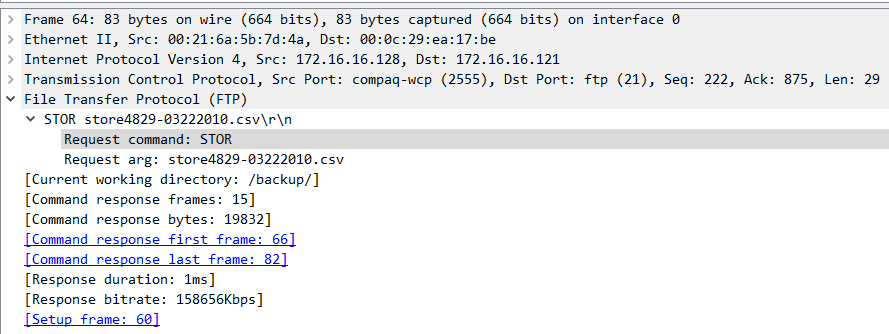 Frame 64: 83 bytes on wire (664 bits), 83 bytes captured (664 bits) on interface 0
Ethernet II, Src: 00:21:6a:5b:7d:4a, Dst: 00:0c:29:ea:17:be
Internet Protocol Version 4, Src: 172.16.16.128, Dst: 172.16.16.121
Transmission Control Protocol, Src Port: compaq-wcp (2555), Dst Port: ftp (21), Seq: 222, Ack: 875, Len: 29
File Transfer Protocol (FTP)
STOR store4829-03222010.csv\r\n
Request command: STOR
Request arg: store4829-03222010.csv
[Current working directory: /backup/]
[Command response frames: 15]
[Command response bytes: 19832]
[Command response first frame: 66]
[Command response last frame: 82]
[Response duration: 1ms]
[Response bitrate: 158656Kbps]
[Setup frame: 60]